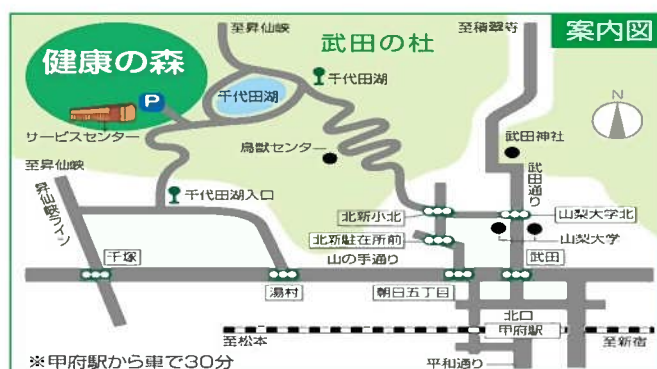 至昇仙峡
武田の杜
至積翠寺
案内図
健康の森
P
千代田湖
千代田湖
N
サービスセンター
鳥獣センター
武田神社
武田通り
至昇仙峡
昇仙峡ライン
千代田湖入口
北新小北
山梨大学北
北新駐在所前
山梨大学
千塚
山の手通り
武田
湯村
朝日五丁目
北口
甲府駅
至松本
至新宿
平和通り
※甲府駅から車で30分